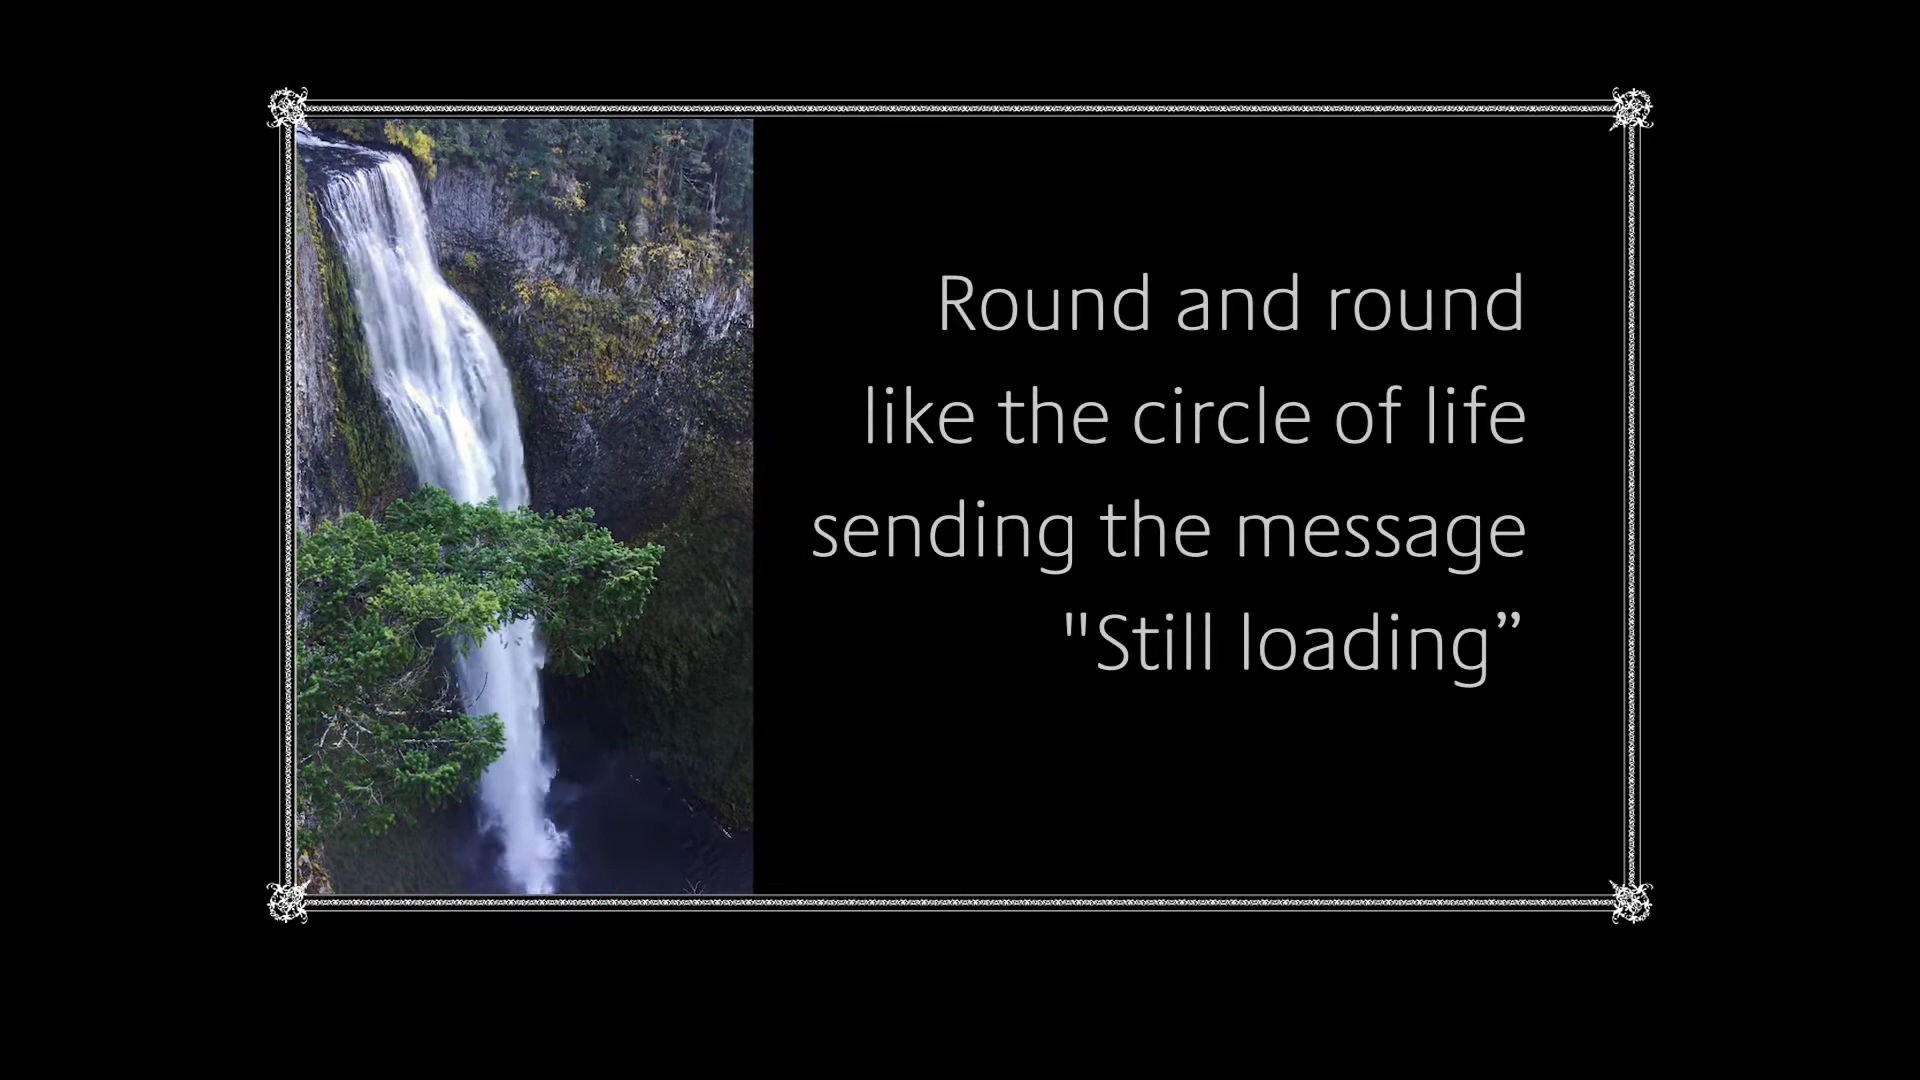 Round and round
like the circle of life
sending the message
"Still loading”